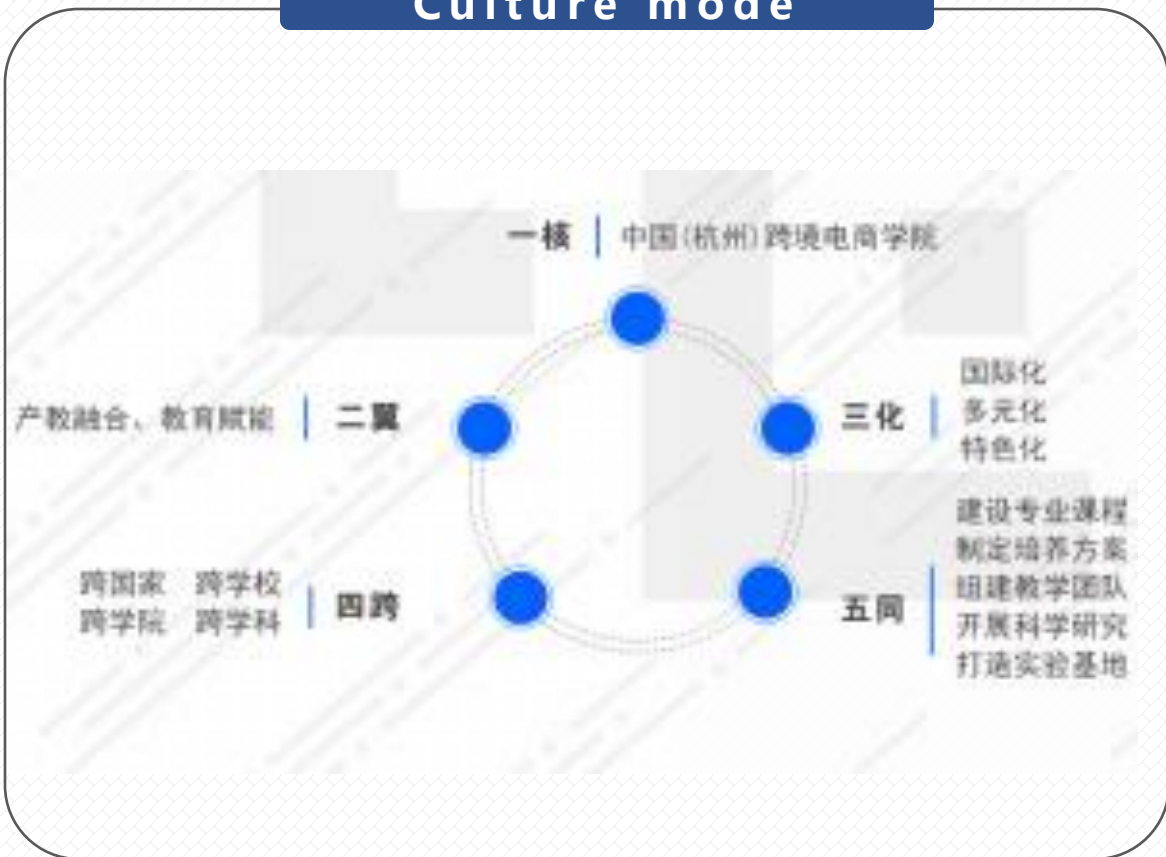 Culture mode
一核 中国(杭州)跨境电商学院
产教融合、教育赋能 二翼
三化
国际化
多元化
特色化
跨国家 跨学校
跨学院 跨学科
四跨
五同
建设专业课程
制定培养方案
组建教学团队
开展科学研究
打造实验基地